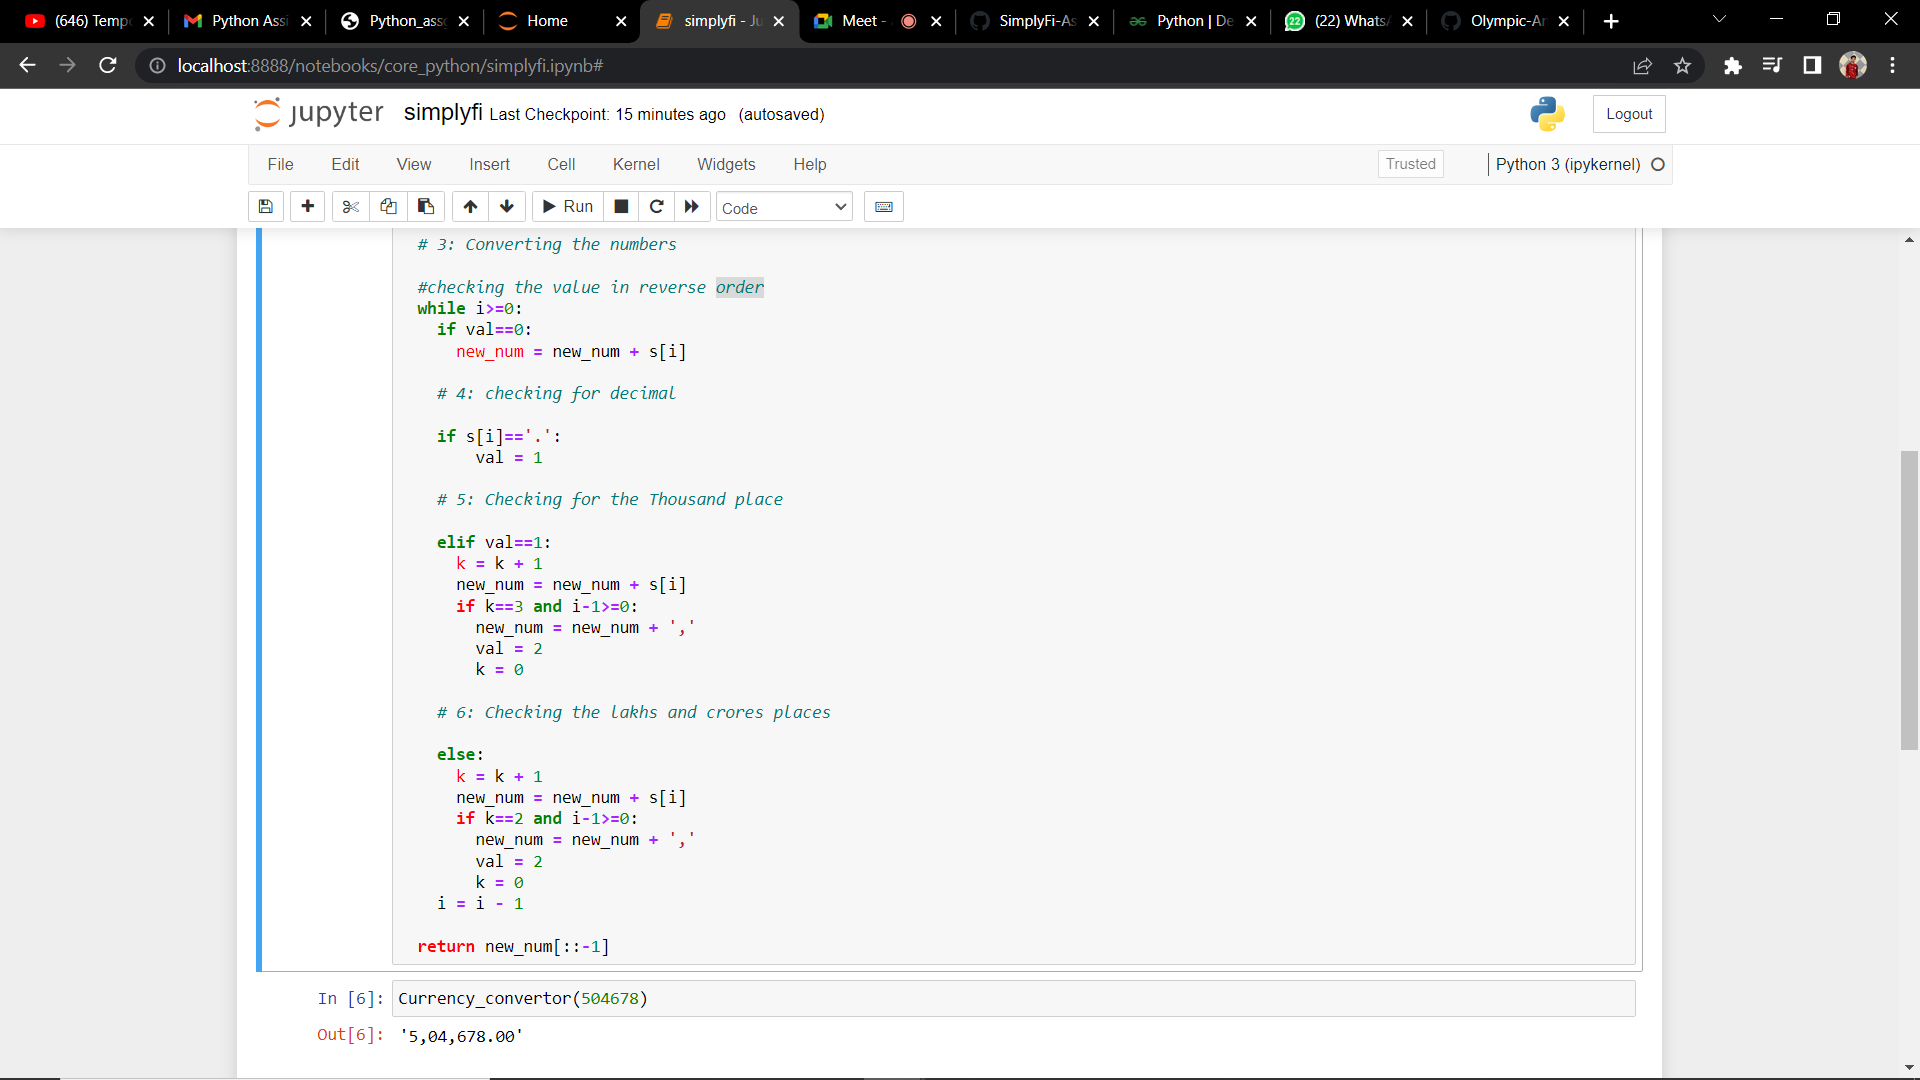 (646) Temp
Python Assi
Python_ass
Home
simplyfi - Ju
Meet -
SimplyFi-As
Python | De
22
(22) Whats
Olympic-An
localhost:8888/notebooks/core_python/simplyfi.ipynb#
jupyter simplyfi Last Checkpoint: 15 minutes ago (autosaved)
Logout
File Edit View Insert Cell Kernel Widgets Help
Trusted
Python 3 (ipykernel)
Run
Code
# 3: Converting the numbers
#checking the value in reverse order
while i>=0:
if val==0:
new_num = new_num + s[i]
# 4: checking for decimal
if s[i]=='.':
val = 1
# 5: Checking for the Thousand place
elif val==1:
k = k + 1
new_num = new_num + s[i]
if k==3 and i-1>=0:
new_num = new_num + ','
val = 2
k = 0
# 6: Checking the lakhs and crores places
else:
k = k + 1
new_num = new_num + s[i]
if k==2 and i-1>=0:
new_num = new_num + ','
val = 2
k = 0
i = i - 1
return new_num[::-1]
In [6]: Currency_convertor(504678)
Out[6]: '5,04,678.00'